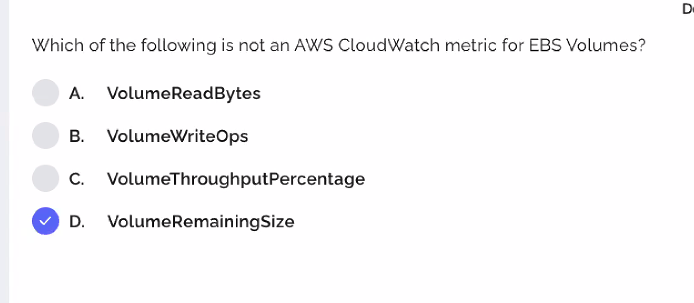 Which of the following is not an AWS CloudWatch metric for EBS Volumes?
A. VolumeReadBytes
B. VolumeWriteOps
C. VolumeThroughputPercentage
D. VolumeRemainingSize